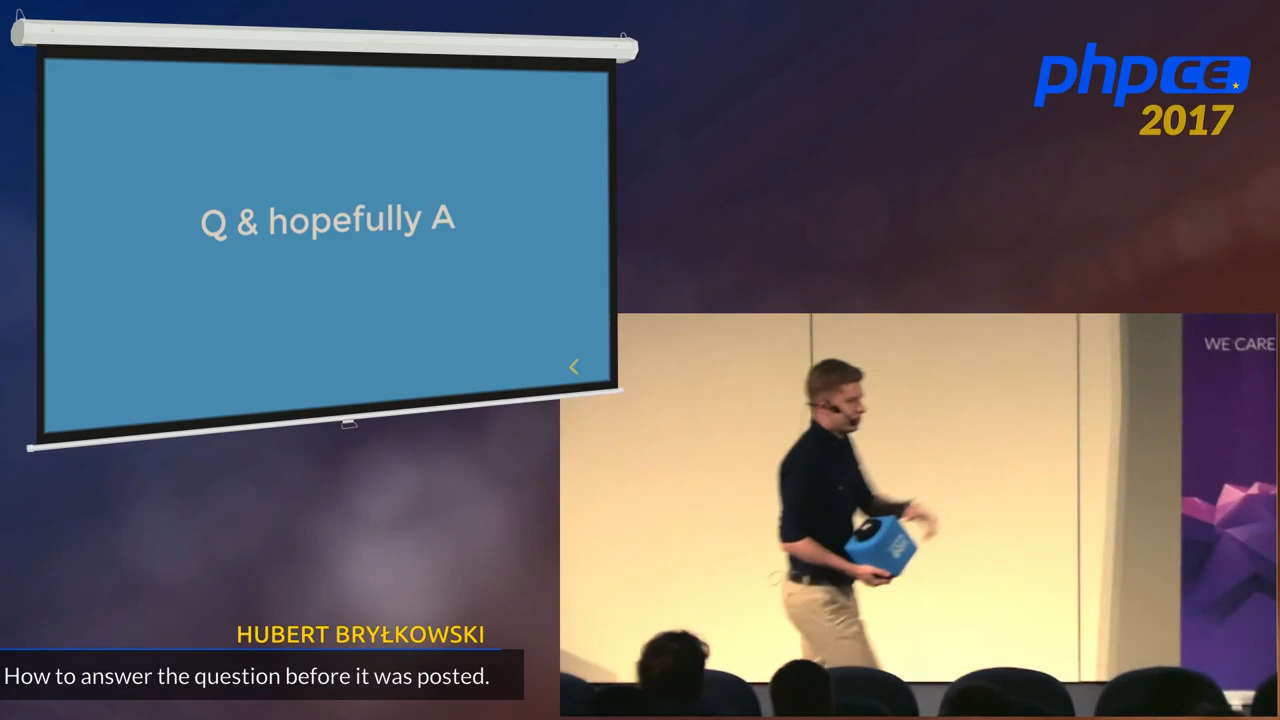 phpCE
2017
Q & hopefully A
WE CARE
HUBERT BRYŁKOWSKI
How to answer the question before it was posted.